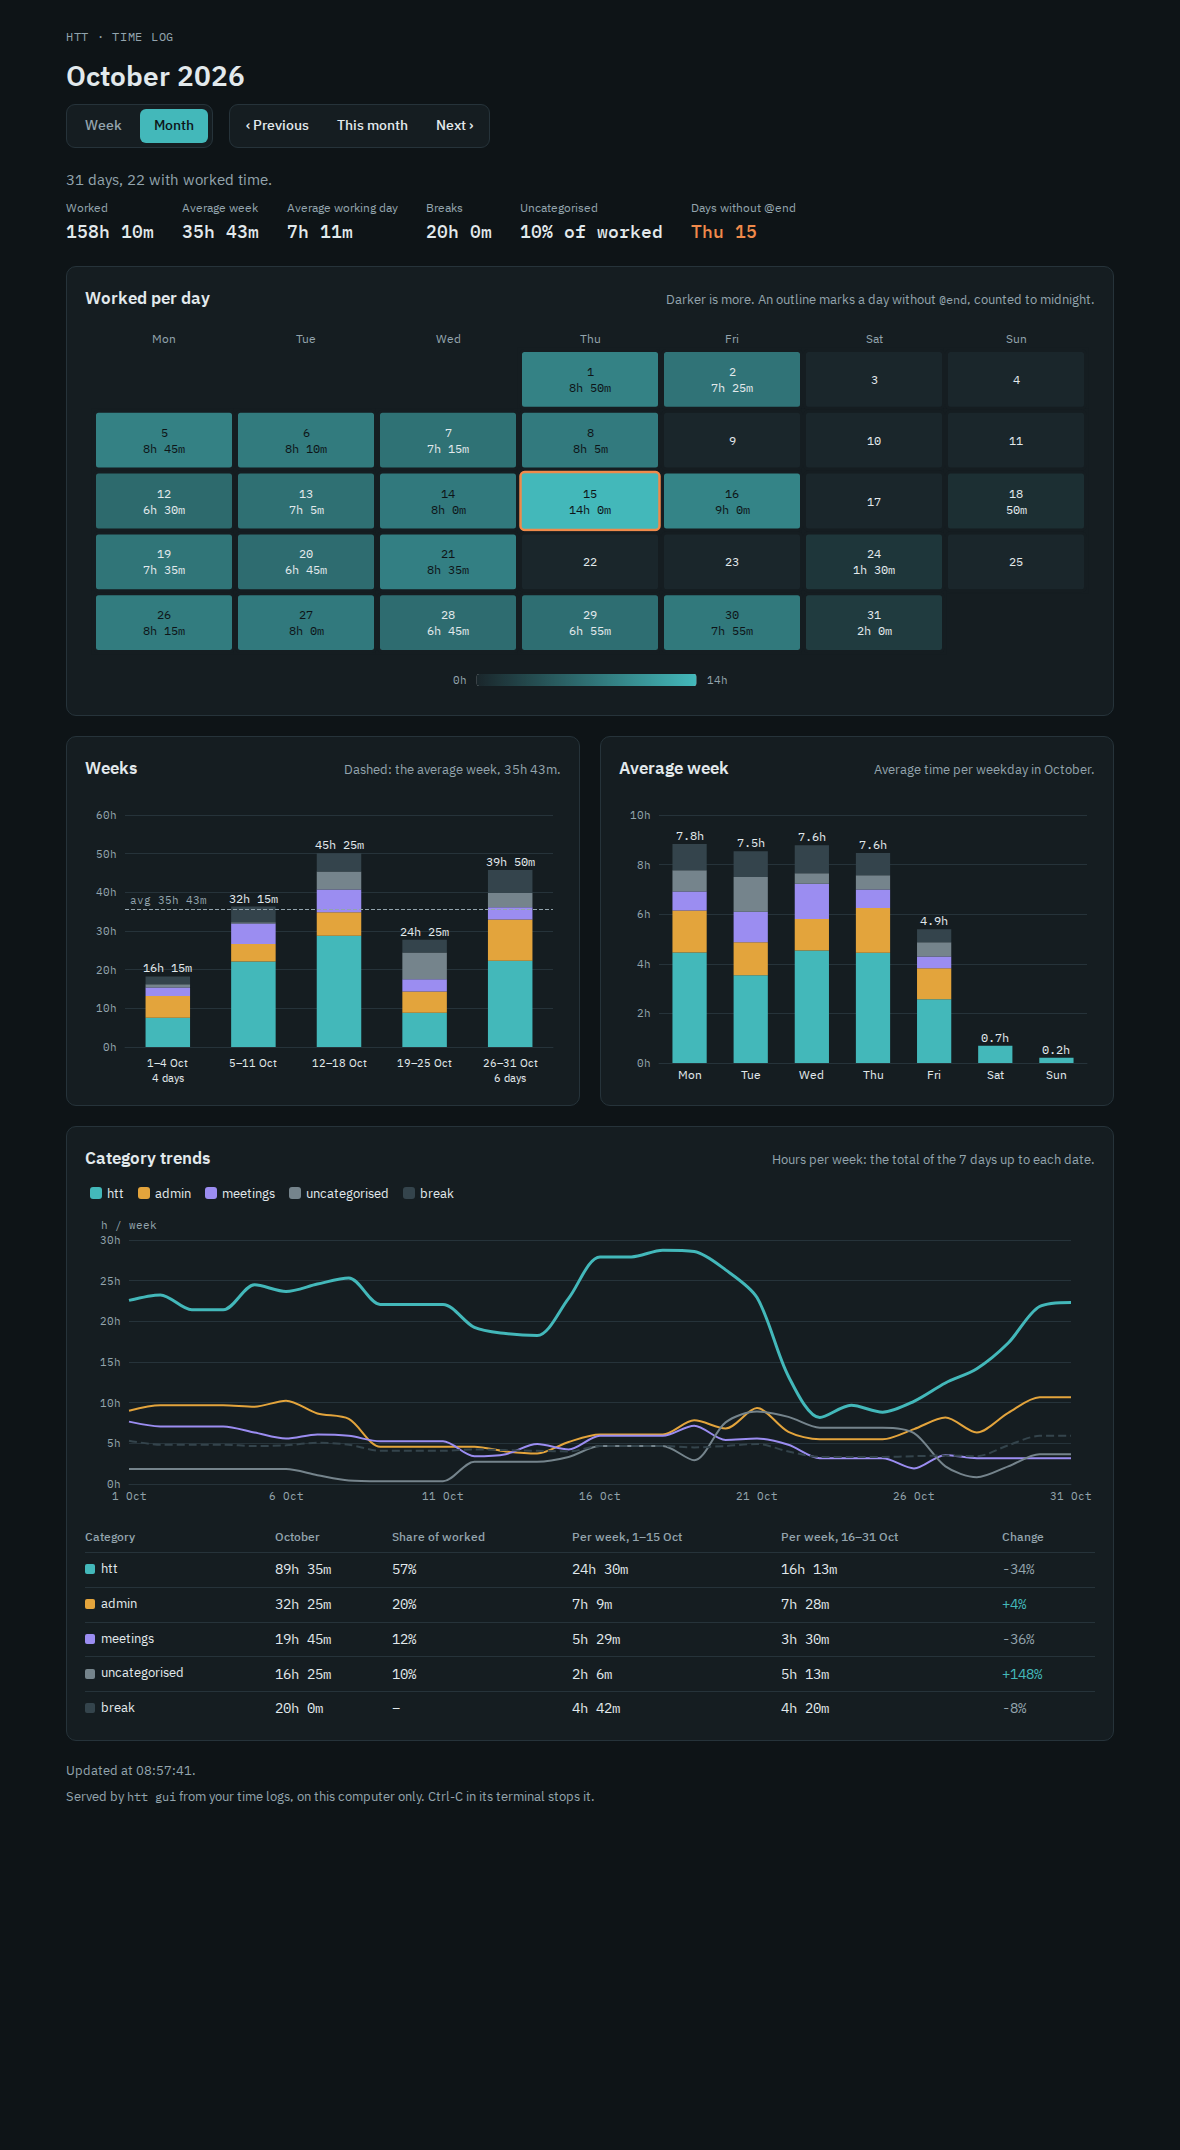 HTT · TIME LOG
October 2026
Week Month ‹ Previous This month Next ›
31 days, 22 with worked time.
Worked Average week Average working day Breaks Uncategorised Days without @end
158h 10m 35h 43m 7h 11m 20h 0m 10% of worked Thu 15
Worked per day Darker is more. An outline marks a day without @end, counted to midnight.
Mon Tue Wed Thu Fri Sat Sun
1 2 3 4
8h 50m 7h 25m
5 6 7 8 9 10 11
8h 45m 8h 10m 7h 15m 8h 5m
12 13 14 15 16 17 18
6h 30m 7h 5m 8h 0m 14h 0m 9h 0m 50m
19 20 21 22 23 24 25
7h 35m 6h 45m 8h 35m 1h 30m
26 27 28 29 30 31
8h 15m 8h 0m 6h 45m 6h 55m 7h 55m 2h 0m
0h 14h
Weeks Dashed: the average week, 35h 43m.
60h
50h
40h
30h
20h
10h
0h
avg 35h 43m
16h 15m 32h 15m 45h 25m 24h 25m 39h 50m
1–4 Oct 5–11 Oct 12–18 Oct 19–25 Oct 26–31 Oct
4 days 6 days
Average week Average time per weekday in October.
10h
8h
6h
4h
2h
0h
7.8h 7.5h 7.6h 7.6h 4.9h 0.7h 0.2h
Mon Tue Wed Thu Fri Sat Sun
Category trends Hours per week: the total of the 7 days up to each date.
htt admin meetings uncategorised break
h / week
30h
25h
20h
15h
10h
5h
0h
1 Oct 6 Oct 11 Oct 16 Oct 21 Oct 26 Oct 31 Oct
Category October Share of worked Per week, 1–15 Oct Per week, 16–31 Oct Change
htt 89h 35m 57% 24h 30m 16h 13m -34%
admin 32h 25m 20% 7h 9m 7h 28m +4%
meetings 19h 45m 12% 5h 29m 3h 30m -36%
uncategorised 16h 25m 10% 2h 6m 5h 13m +148%
break 20h 0m – 4h 42m 4h 20m -8%
Updated at 08:57:41.
Served by htt gui from your time logs, on this computer only. Ctrl-C in its terminal stops it.